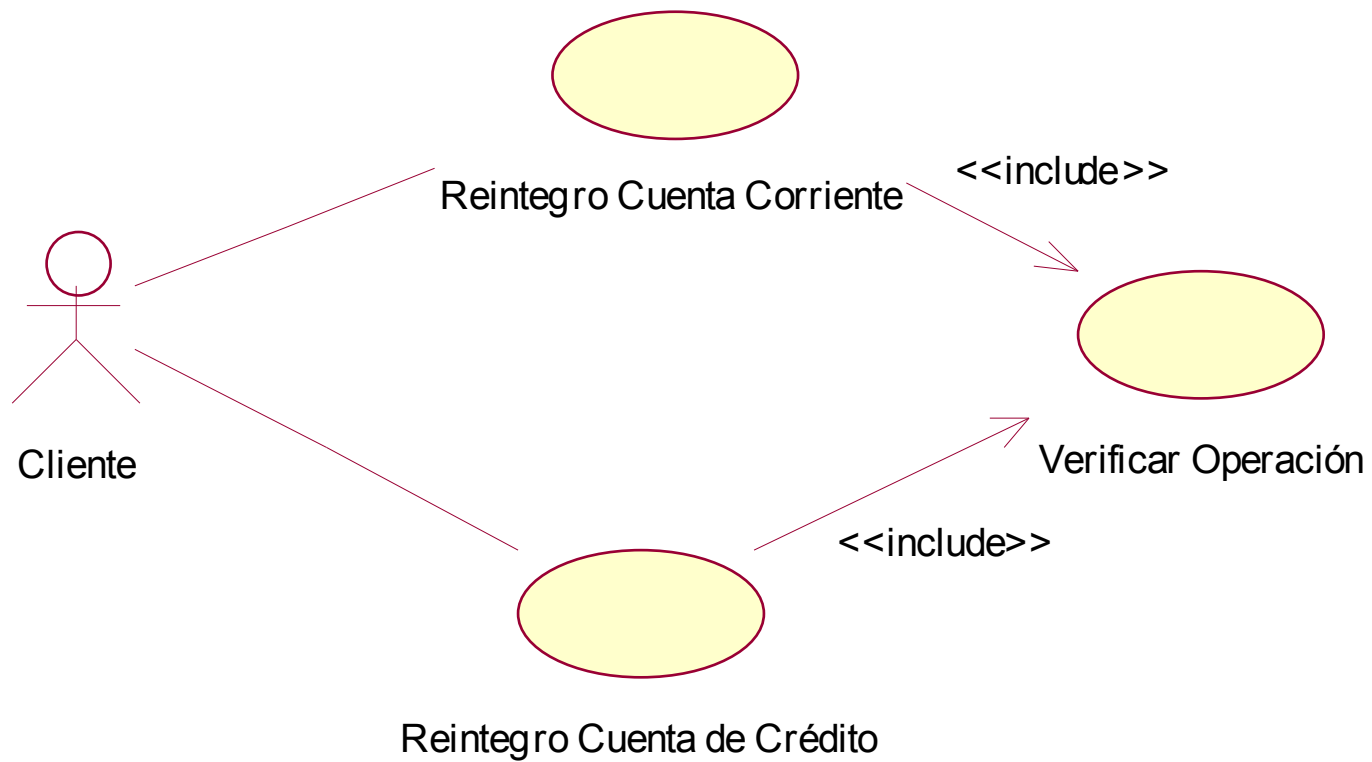 <<include>>
Reintegro Cuenta Corriente
Cliente
Verificar Operación
<<include>>
Reintegro Cuenta de Crédito